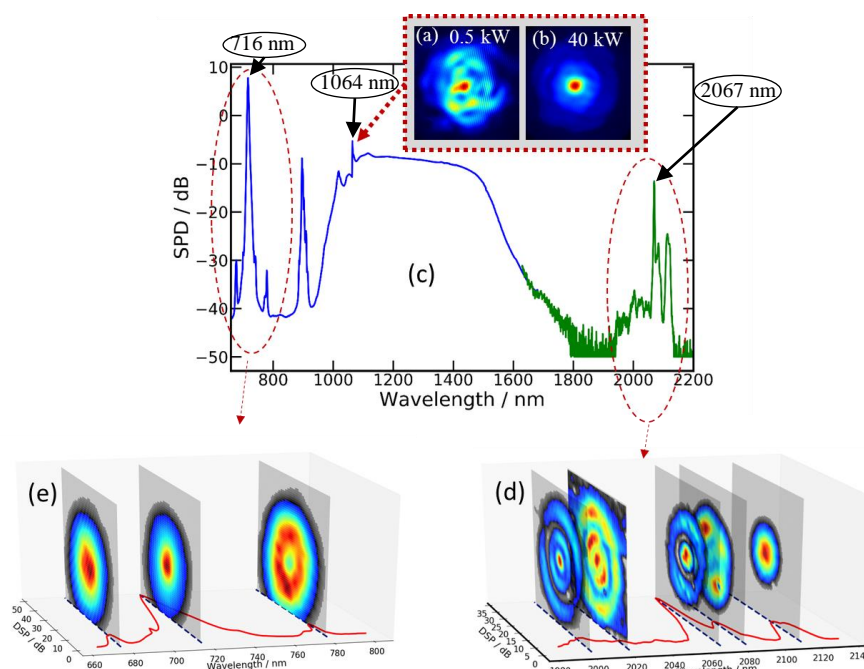 (a) 0.5 kW
(b) 40 kW
716 nm
1064 nm
2067 nm
10
0
−10
−20
−30
−40
−50
SPD / dB
(c)
800 1000 1200 1400 1600 1800 2000 2200
Wavelength / nm
(e)
50
40
30
20
10
0
DSP / dB
660 680 700 720 740 760 780 800
Wavelength / nm
(d)
35
30
25
20
15
10
5
0
DSP / dB
2000 2020 2040 2060 2080 2100 2120